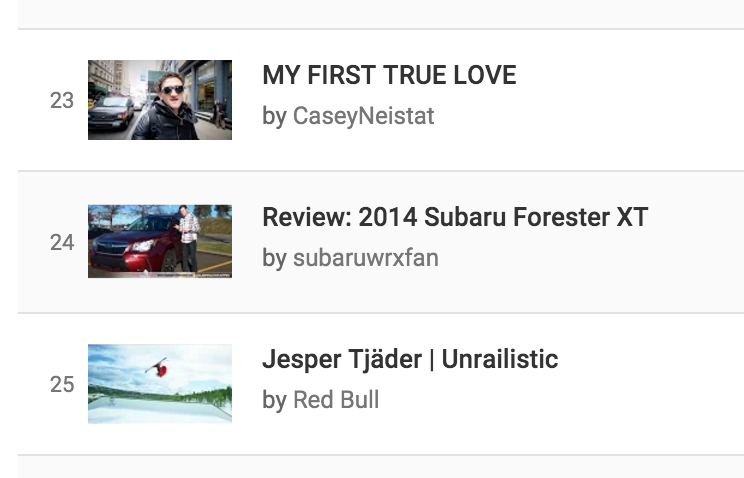 23
MY FIRST TRUE LOVE
by CaseyNeistat
24
Review: 2014 Subaru Forester XT
by subaruwrxfan
25
Jesper Tjäder | Unrailistic
by Red Bull